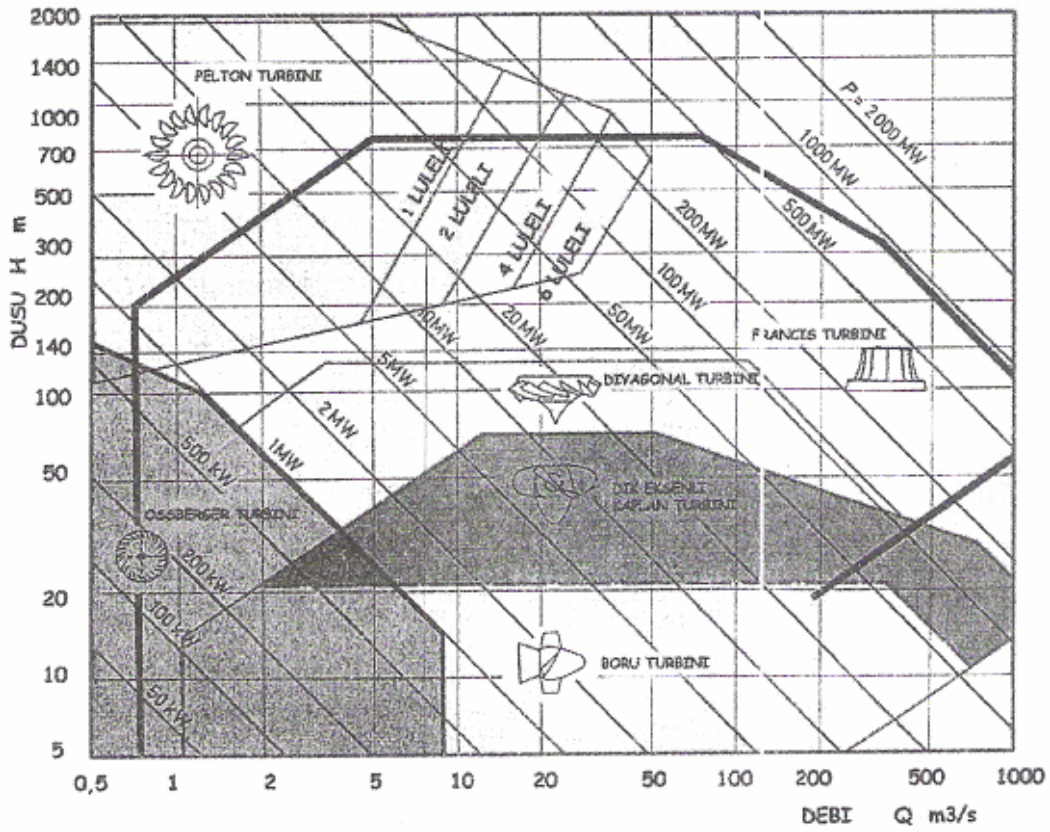 2000
1400
1000
700
500
300
200
140
100
50
20
10
5
DUSU H m
PELTON TURBINI
1 LULELI
2 LULELI
4 LULELI
6 LULELI
P = 2000 MW
1000 MW
500 MW
200 MW
100 MW
50 MW
20 MW
10 MW
5 MW
2 MW
1 MW
500 kW
200 kW
100 kW
50 kW
FRANCIS TURBINI
DIYAGONAL TURBINI
DIK EKSENLI
KAPLAN TURBINI
OSSBERGER TURBINI
BORU TURBINI
0,5 1 2 5 10 20 50 100 200 500 1000
DEBI Q m3/s